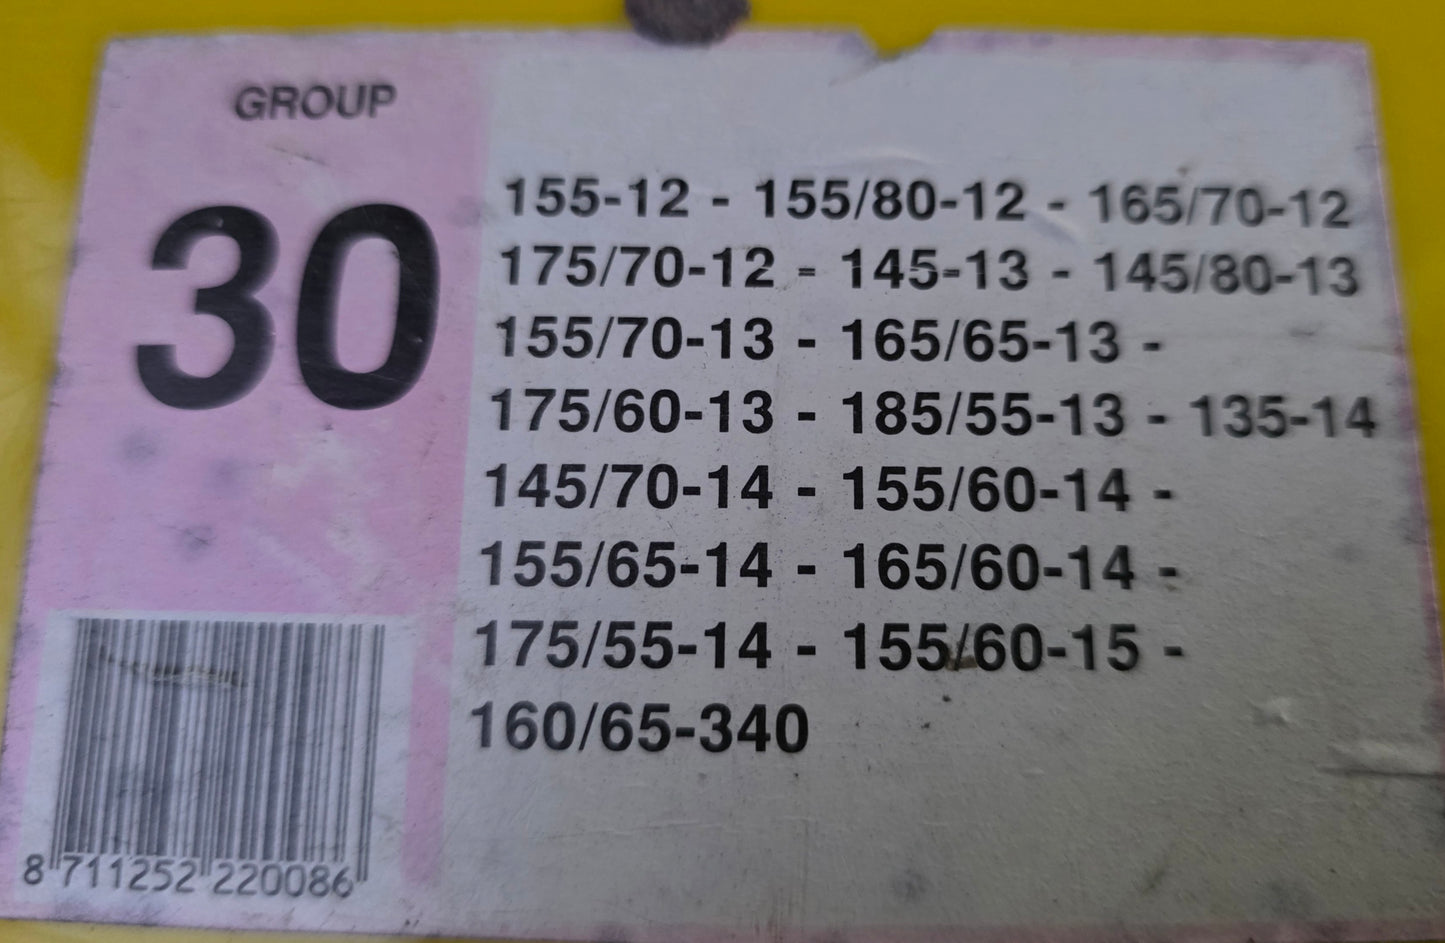 GROUP
30
155-12 - 155/80-12 - 165/70-12
175/70-12 - 145-13 - 145/80-13
155/70-13 - 165/65-13 -
175/60-13 - 185/55-13 - 135-14
145/70-14 - 155/60-14 -
155/65-14 - 165/60-14 -
175/55-14 - 155/60-15 -
160/65-340
8 711252 220086